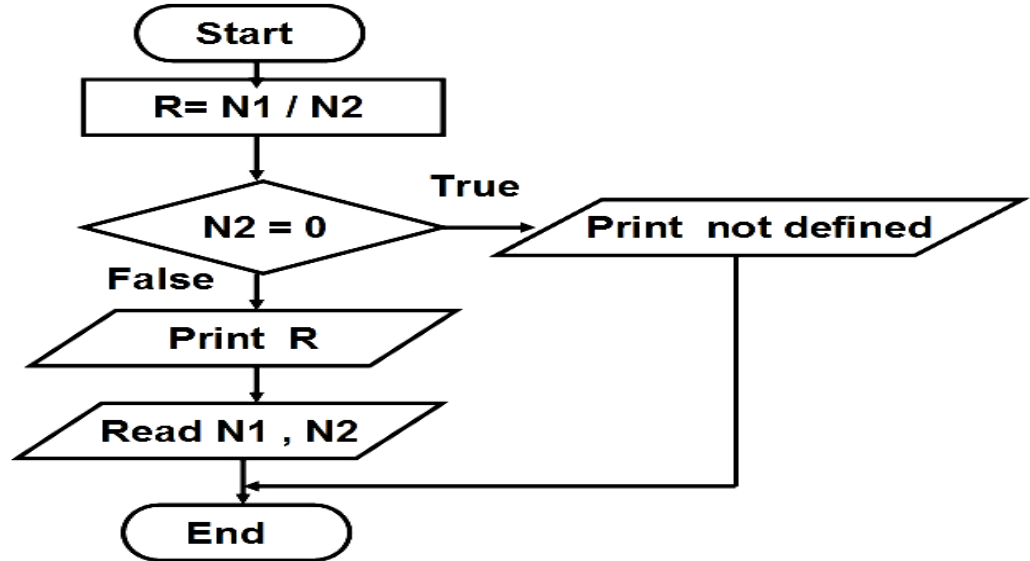 Start
R= N1 / N2
True
N2 = 0
Print not defined
False
Print R
Read N1 , N2
End